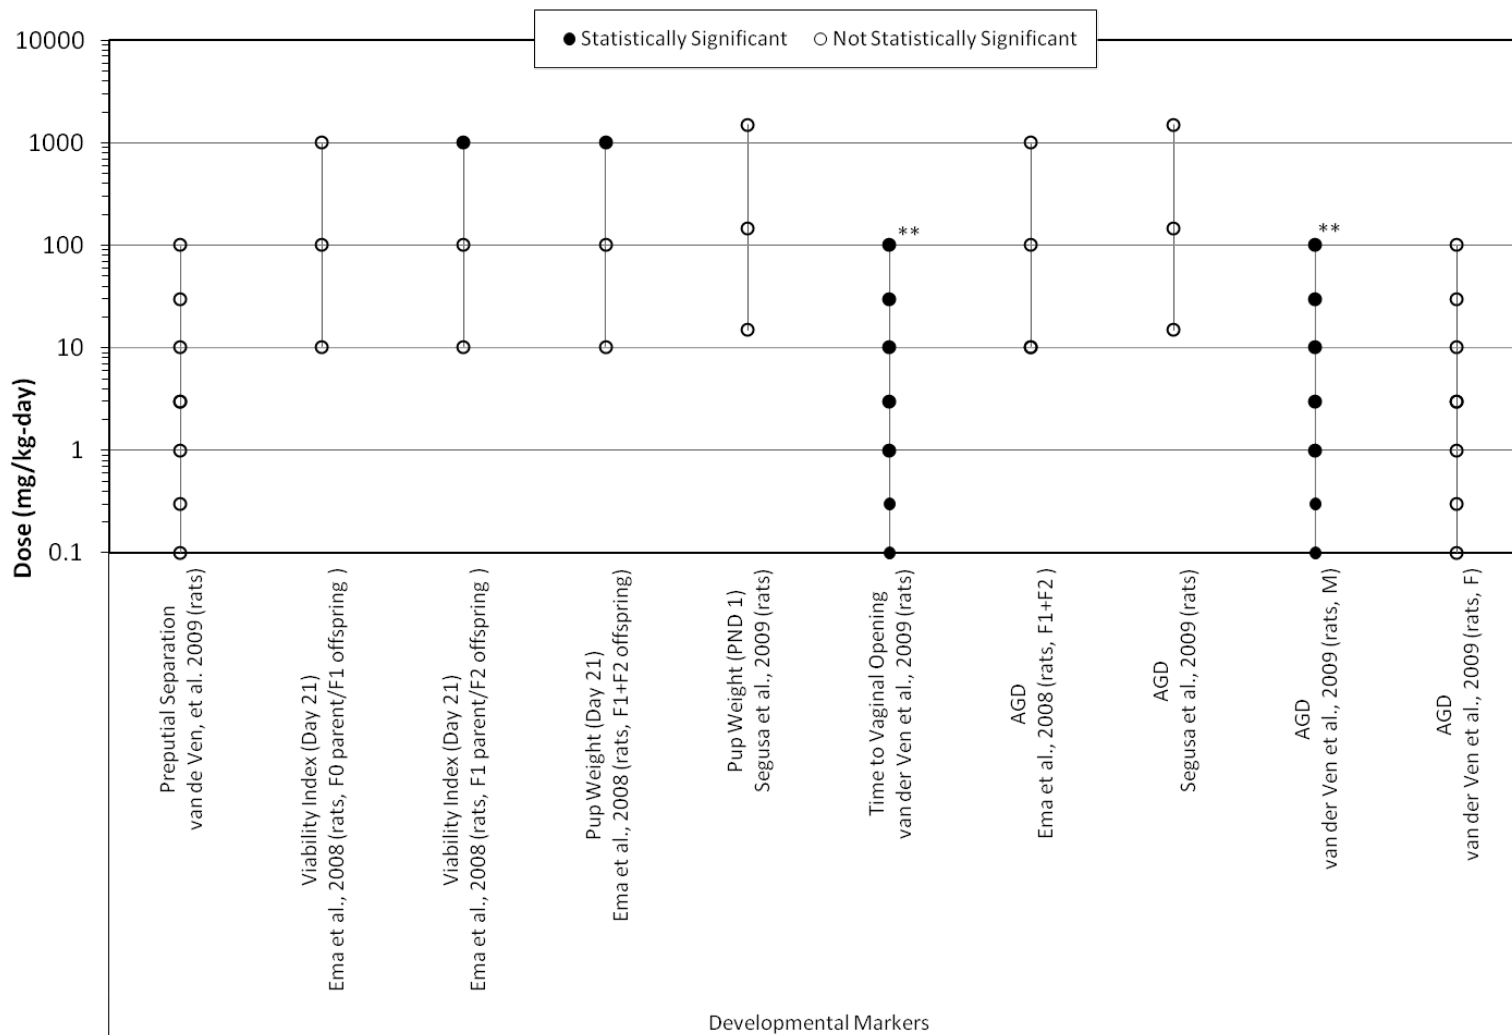 Statistically Significant
Not Statistically Significant
10000
1000
100
10
1
0.1
Dose (mg/kg-day)
**
**
Preputial Separation
van de Ven, et al. 2009 (rats)
Viability Index (Day 21)
Ema et al., 2008 (rats, F0 parent/F1 offspring )
Viability Index (Day 21)
Ema et al., 2008 (rats, F1 parent/F2 offspring )
Pup Weight (Day 21)
Ema et al., 2008 (rats, F1+F2 offspring)
Pup Weight (PND 1)
Segusa et al., 2009 (rats)
Time to Vaginal Opening
van der Ven et al., 2009 (rats)
AGD
Ema et al., 2008 (rats, F1+F2 )
AGD
Segusa et al., 2009 (rats)
AGD
van der Ven et al., 2009 (rats, M)
AGD
van der Ven et al., 2009 (rats, F)
Developmental Markers